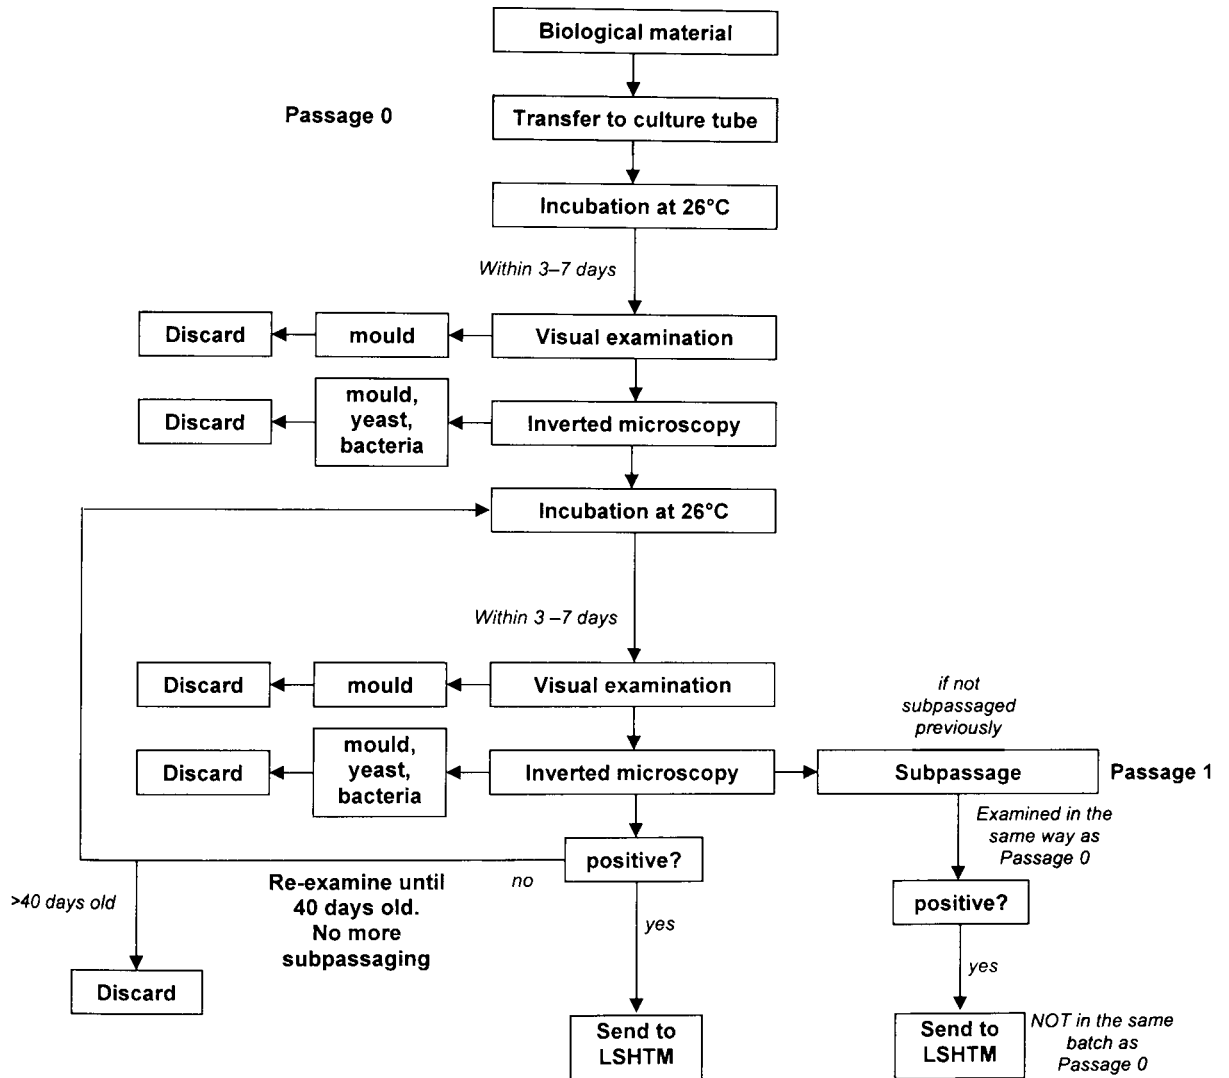 Biological material
Passage 0
Transfer to culture tube
Incubation at 26°C
Within 3–7 days
Discard
mould
Visual examination
Discard
mould,
yeast,
bacteria
Inverted microscopy
Incubation at 26°C
Within 3 –7 days
Discard
mould
Visual examination
if not
subpassaged
previously
Discard
mould,
yeast,
bacteria
Inverted microscopy
Subpassage
Passage 1
Examined in the
same way as
Passage 0
positive?
no
Re-examine until
40 days old.
No more
subpassaging
>40 days old
Discard
yes
Send to
LSHTM
positive?
yes
Send to
LSHTM
NOT in the same
batch as
Passage 0